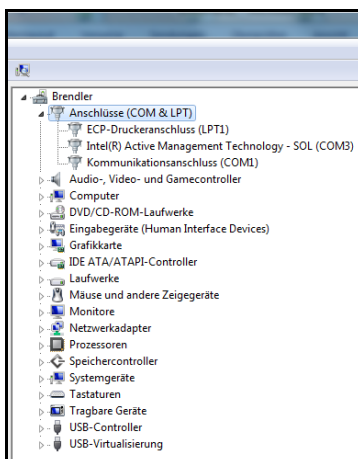 Brendler
Anschlüsse (COM & LPT)
ECP-Druckeranschluss (LPT1)
Intel(R) Active Management Technology - SOL (COM3)
Kommunikationsanschluss (COM1)
Audio-, Video- und Gamecontroller
Computer
DVD/CD-ROM-Laufwerke
Eingabegeräte (Human Interface Devices)
Grafikkarte
IDE ATA/ATAPI-Controller
Laufwerke
Mäuse und andere Zeigegeräte
Monitore
Netzwerkadapter
Prozessoren
Speichercontroller
Systemgeräte
Tastaturen
Tragbare Geräte
USB-Controller
USB-Virtualisierung